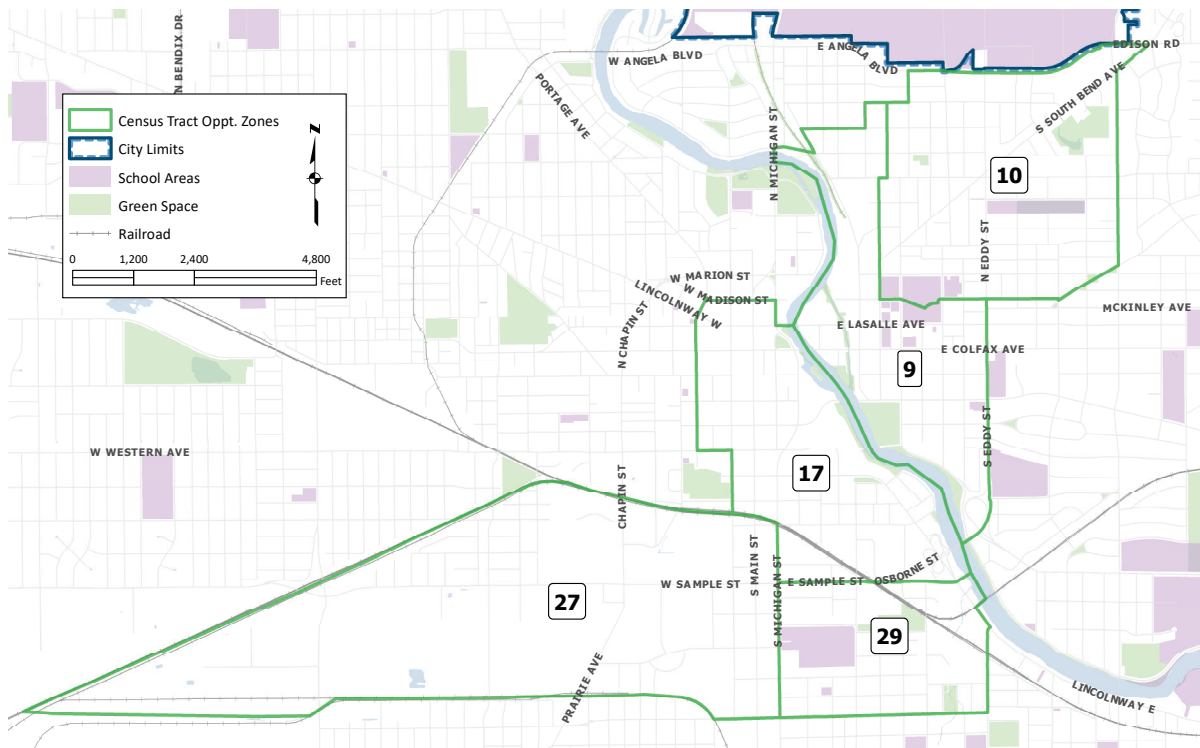 N BENDIX DR
W ANGELA BLVD
E ANGELA BLVD
EDISON RD
PORTAGE AVE
S SOUTH BEND AVE
Census Tract Oppt. Zones
City Limits
School Areas
Green Space
Railroad
N
0 1,200 2,400 4,800
Feet
N MICHIGAN ST
10
N EDDY ST
W MARION ST
W MADISON ST
LINCOLNWAY W
N CHAPIN ST
MCKINLEY AVE
E LASALLE AVE
E COLFAX AVE
9
S EDDY ST
W WESTERN AVE
17
CHAPIN ST
S MAIN ST
S MICHIGAN ST
W SAMPLE ST
E SAMPLE ST
OSBORNE ST
27
29
PRAIRIE AVE
LINCOLNWAY E